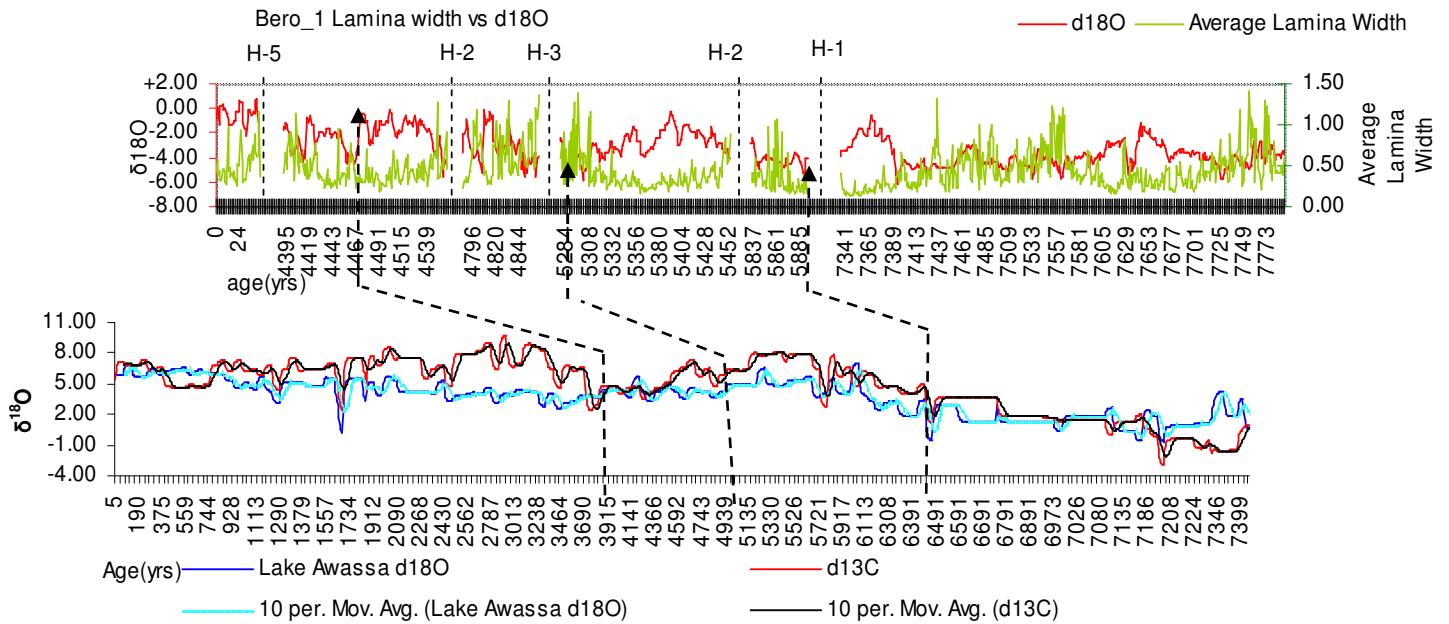 Bero_1 Lamina width vs d18O
d18O Average Lamina Width
H-5 H-2 H-3 H-2 H-1
+2.00
0.00
-2.00
-4.00
-6.00
-8.00
δ18O
1.50
1.00
0.50
0.00
Average
Lamina
Width
0 24 4395 4419 4443 4467 4491 4515 4539 4796 4820 4844 5284 5308 5332 5356 5380 5404 5428 5452 5837 5861 5885 7341 7365 7389 7413 7437 7461 7485 7509 7533 7557 7581 7605 7629 7653 7677 7701 7725 7749 7773
age(yrs)
11.00
8.00
5.00
2.00
-1.00
-4.00
δ18O
5 190 375 559 744 928 1113 1290 1379 1557 1734 1912 2090 2268 2430 2562 2787 3013 3238 3464 3690 3915 4141 4366 4592 4743 4939 5135 5330 5526 5721 5917 6113 6308 6391 6491 6591 6691 6791 6891 6973 7026 7080 7135 7186 7208 7224 7346 7399
Age(yrs) Lake Awassa d18O d13C
10 per. Mov. Avg. (Lake Awassa d18O) 10 per. Mov. Avg. (d13C)